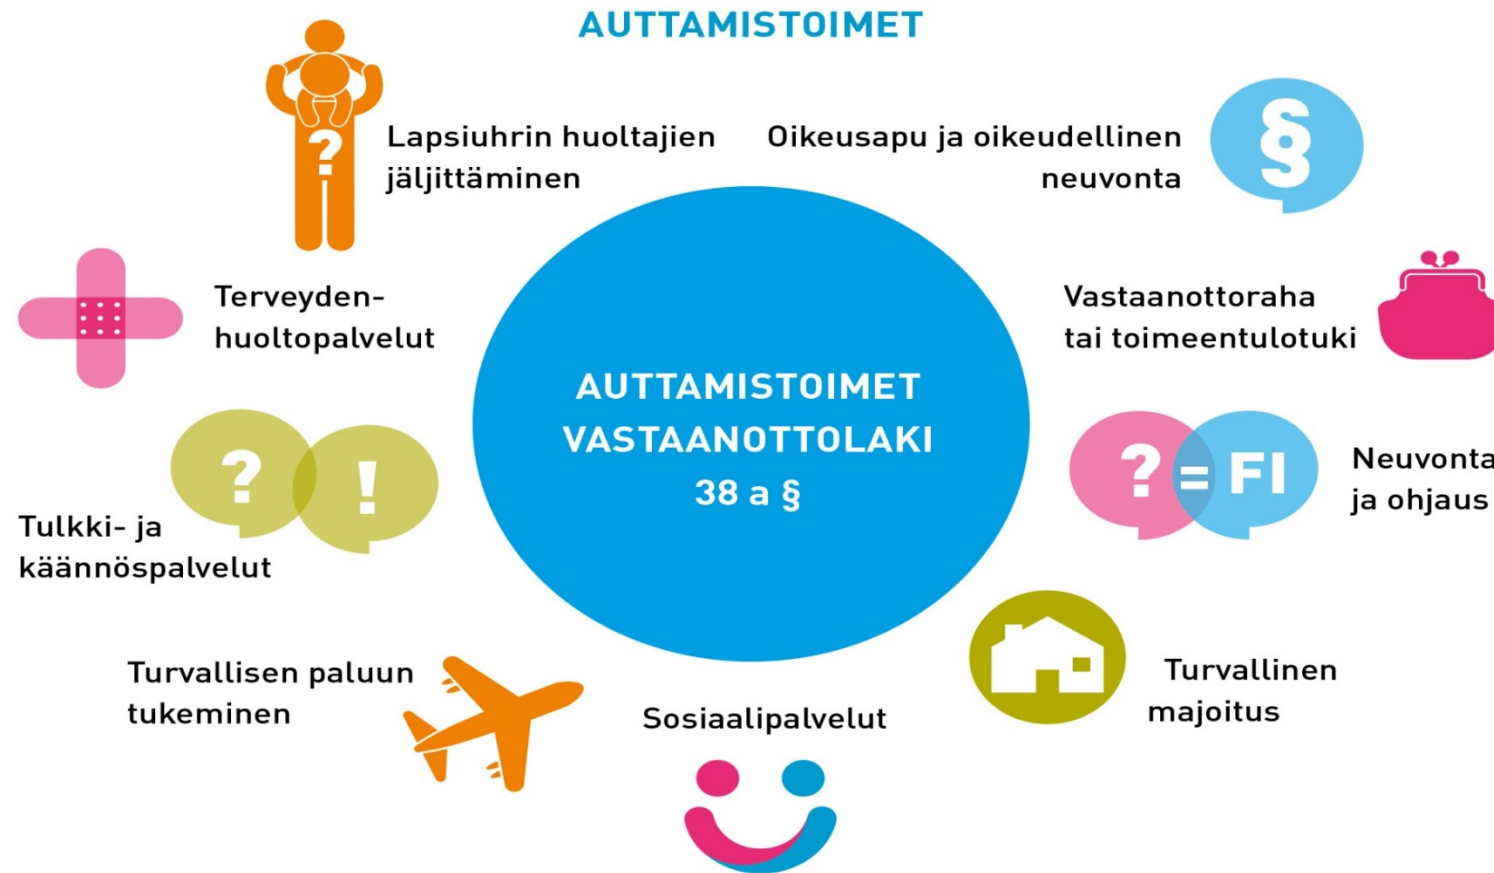 AUTTAMISTOIMET
Lapsiuhrin huoltajien
jäljittäminen
?
Oikeusapu ja oikeudellinen
neuvonta
§
Terveyden-
huoltopalvelut
Vastaanottoraha
tai toimeentulotuki
AUTTAMISTOIMET
VASTAANOTTOLAKI
38 a §
? !
Tulkki- ja
käännöspalvelut
? = FI
Neuvonta
ja ohjaus
Turvallisen paluun
tukeminen
Sosiaalipalvelut
Turvallinen
majoitus